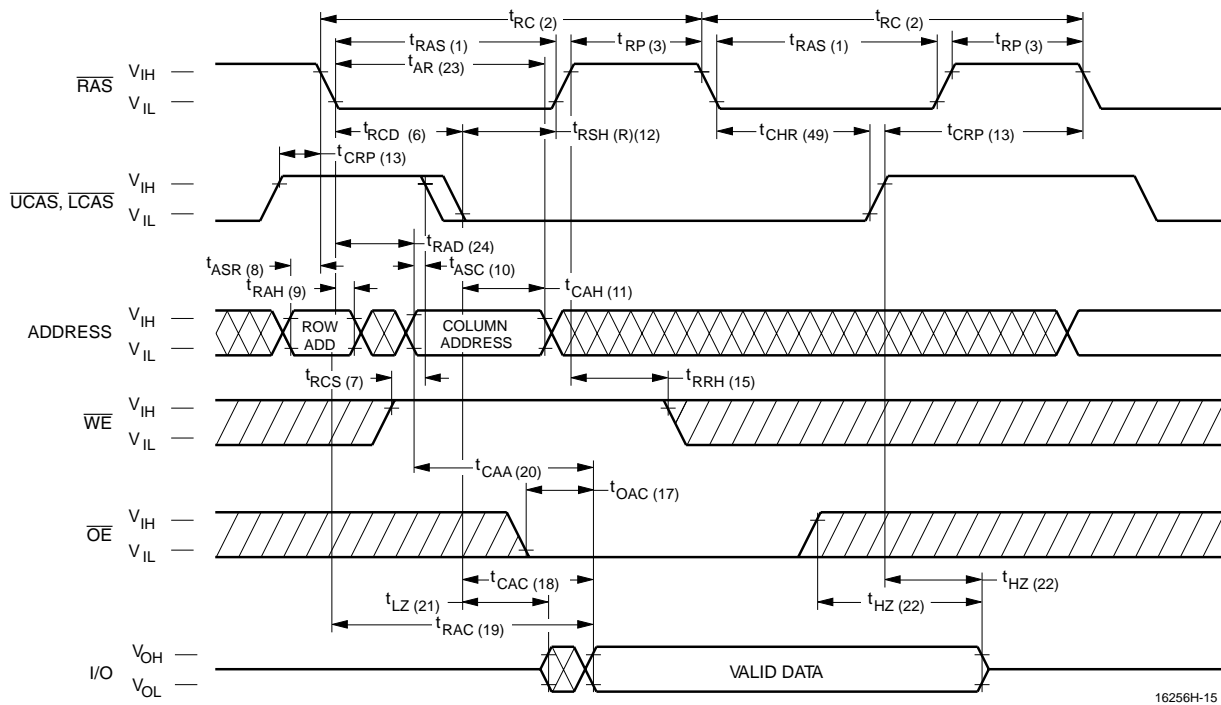 tRC (2) tRC (2)
tRAS (1) tRP (3) tRAS (1) tRP (3)
tAR (23)
RAS VIH
VIL
tRCD (6) tRSH (R)(12) tCHR (49) tCRP (13)
tCRP (13)
UCAS, LCAS VIH
VIL
tRAD (24)
tASR (8) tASC (10)
tRAH (9) tCAH (11)
ADDRESS VIH
VIL
ROW ADD
COLUMN ADDRESS
tRCS (7) tRRH (15)
WE VIH
VIL
tCAA (20)
tOAC (17)
OE VIH
VIL
tCAC (18) tHZ (22)
tLZ (21) tHZ (22)
tRAC (19)
I/O VOH
VOL
VALID DATA
16256H-15